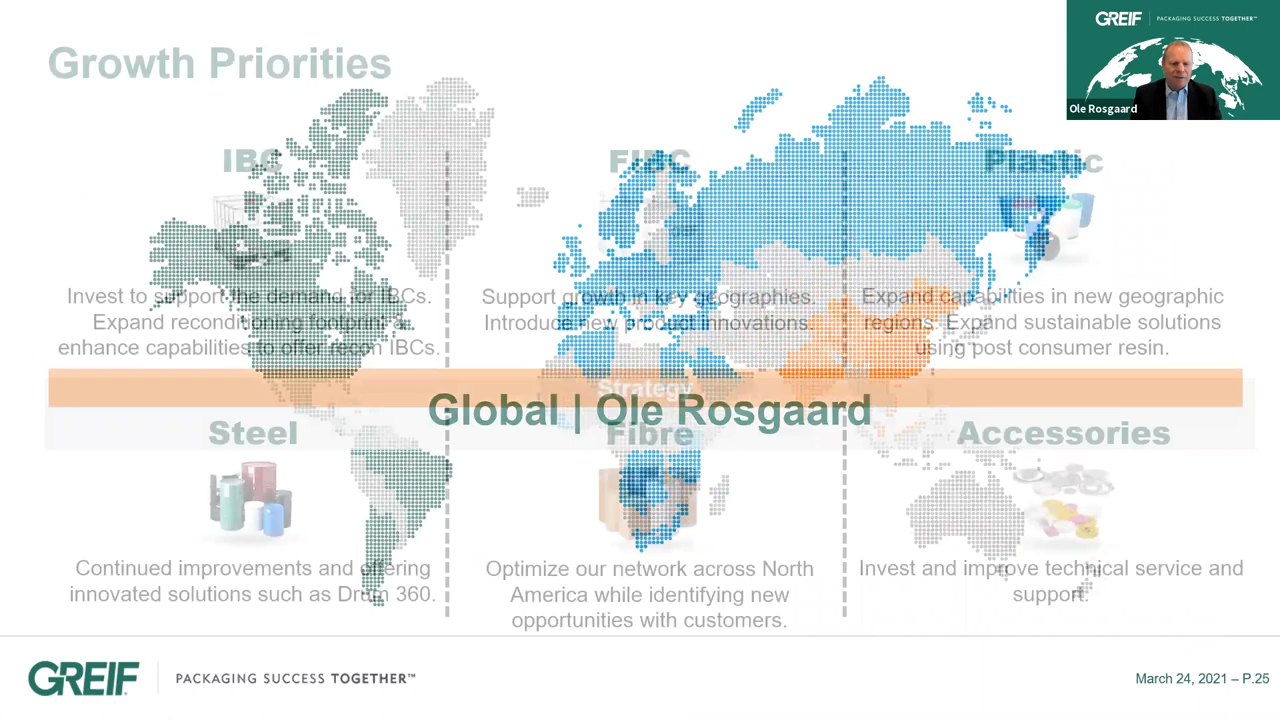 GREIF
PACKAGING SUCCESS TOGETHER™
Ole Rosgaard
Growth Priorities
IBC
FIBC
Plastic
Invest to support the demand for IBCs.
Expand reconditioning footprint &
enhance capabilities to offer recon IBCs.
Support growth in key geographies.
Introduce new product innovations.
Expand capabilities in new geographic
regions. Expand sustainable solutions
using post consumer resin.
Strategy
Global | Ole Rosgaard
Steel
Fibre
Accessories
Continued improvements and offering
innovated solutions such as Drum 360.
Optimize our network across North
America while identifying new
opportunities with customers.
Invest and improve technical service and
support.
GREIF
PACKAGING SUCCESS TOGETHER™
March 24, 2021 – P.25